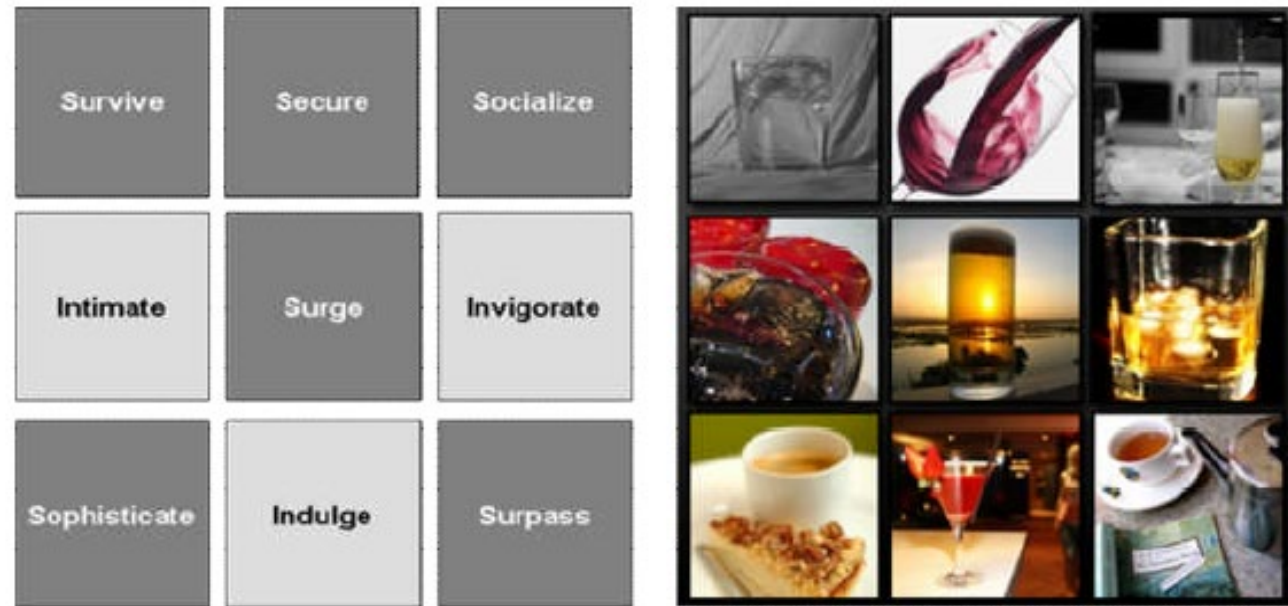 Survive
Secure
Socialize
Intimate
Surge
Invigorate
Sophisticate
Indulge
Surpass